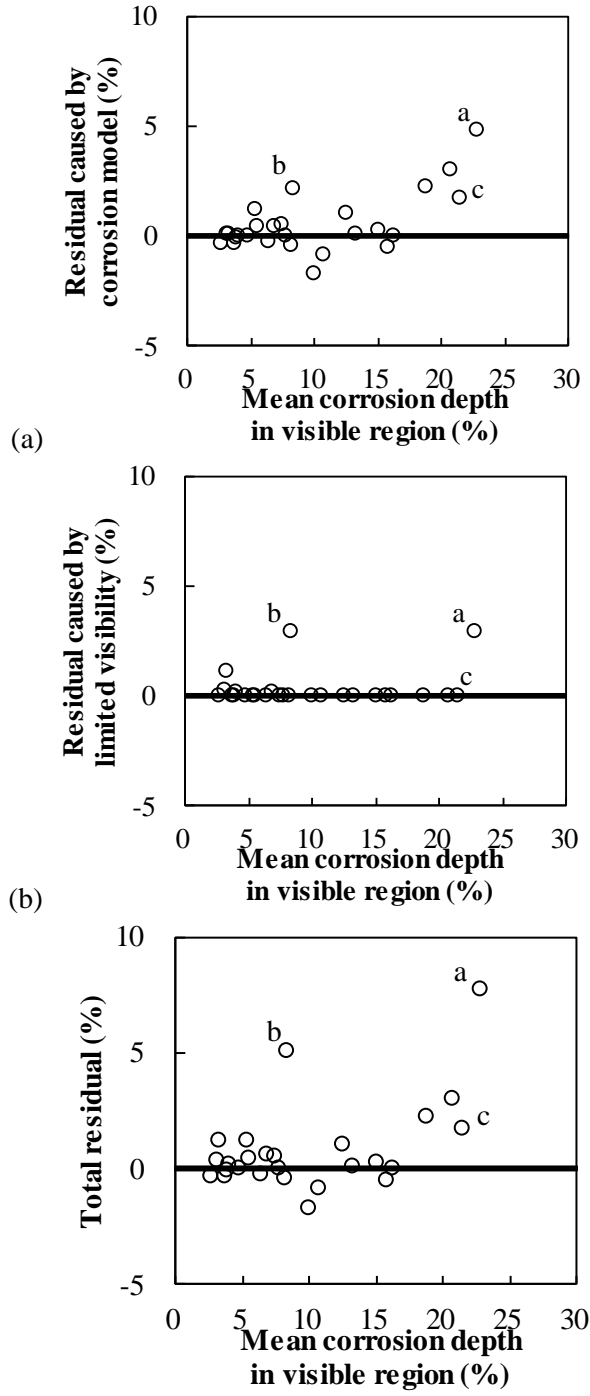 10
5
0
-5
0 5 10 15 20 25 30
Residual caused by
corrosion model (%)
a
b
c
Mean corrosion depth
in visible region (%)
(a)
10
5
0
-5
0 5 10 15 20 25 30
Residual caused by
limited visibility (%)
b
a
c
Mean corrosion depth
in visible region (%)
(b)
10
5
0
-5
0 5 10 15 20 25 30
Total residual (%)
a
b
c
Mean corrosion depth
in visible region (%)